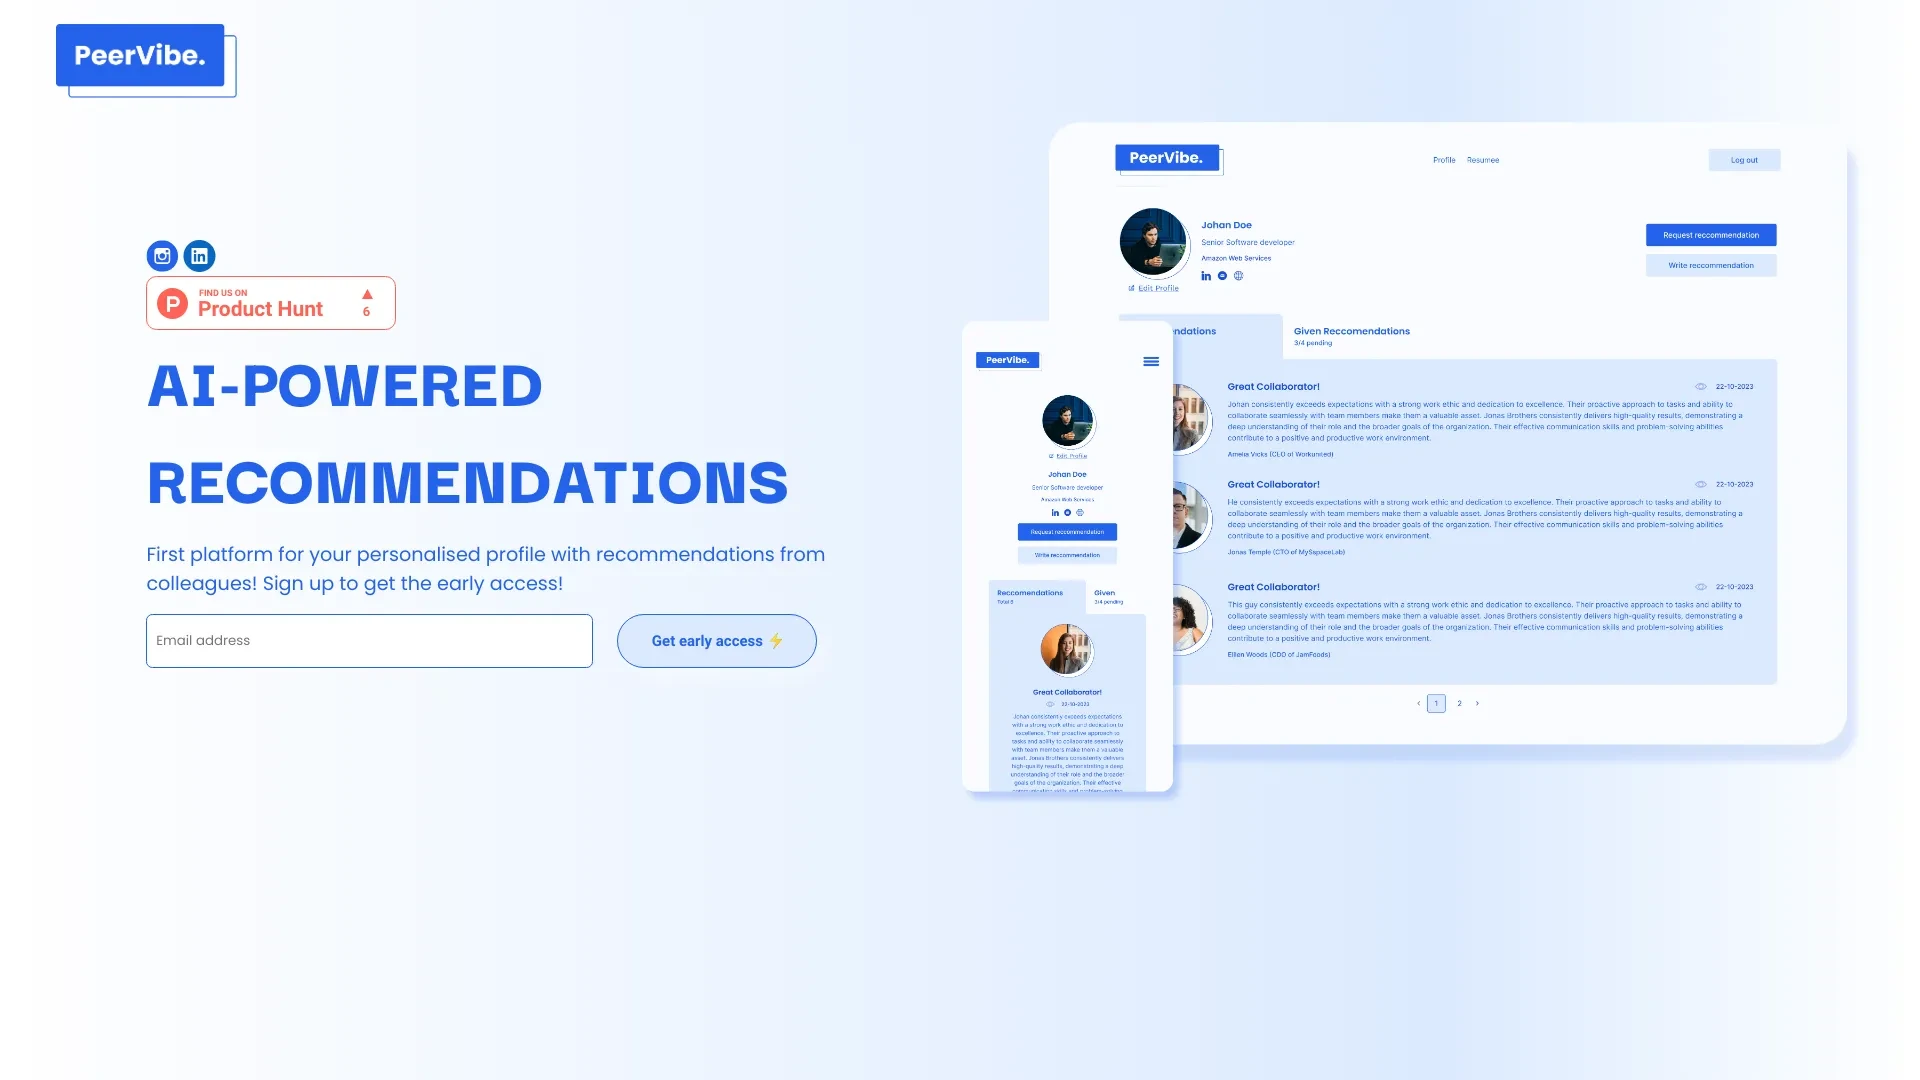 PeerVibe.
FIND US ON
Product Hunt
6
AI-POWERED
RECOMMENDATIONS
First platform for your personalised profile with recommendations from
colleagues! Sign up to get the early access!
Email address
Get early access ⚡
PeerVibe.
Profile
Resumee
Log out
Johan Doe
Senior Software developer
Amazon Web Services
Edit Profile
Request reccommendation
Write reccommendation
ndations
Given Reccomendations
3/4 pending
Great Collaborator!
22-10-2023
Johan consistently exceeds expectations with a strong work ethic and dedication to excellence. Their proactive approach to tasks and ability to
collaborate seamlessly with team members make them a valuable asset. Jonas Brothers consistently delivers high-quality results, demonstrating a
deep understanding of their role and the broader goals of the organization. Their effective communication skills and problem-solving abilities
contribute to a positive and productive work environment.
Amelia Vicks (CEO of Workunited)
Great Collaborator!
22-10-2023
He consistently exceeds expectations with a strong work ethic and dedication to excellence. Their proactive approach to tasks and ability to
collaborate seamlessly with team members make them a valuable asset. Jonas Brothers consistently delivers high-quality results, demonstrating a
deep understanding of their role and the broader goals of the organization. Their effective communication skills and problem-solving abilities
contribute to a positive and productive work environment.
Jonas Temple (CTO of MySspaceLab)
Great Collaborator!
22-10-2023
This guy consistently exceeds expectations with a strong work ethic and dedication to excellence. Their proactive approach to tasks and ability to
collaborate seamlessly with team members make them a valuable asset. Jonas Brothers consistently delivers high-quality results, demonstrating a
deep understanding of their role and the broader goals of the organization. Their effective communication skills and problem-solving abilities
contribute to a positive and productive work environment.
Ellen Woods (CDO of JamFoods)
1
2
PeerVibe.
Edit Profile
Johan Doe
Senior Software developer
Amazon Web Services
Request reccommendation
Write reccommendation
Reccomendations
Total 8
Given
3/4 pending
Great Collaborator!
22-10-2023
Johan consistently exceeds expectations
with a strong work ethic and dedication to
excellence. Their proactive approach to
tasks and ability to collaborate seamlessly
with team members make them a valuable
asset. Jonas Brothers consistently delivers
high-quality results, demonstrating a deep
understanding of their role and the broader
goals of the organization. Their effective
communication skills and problem-solving